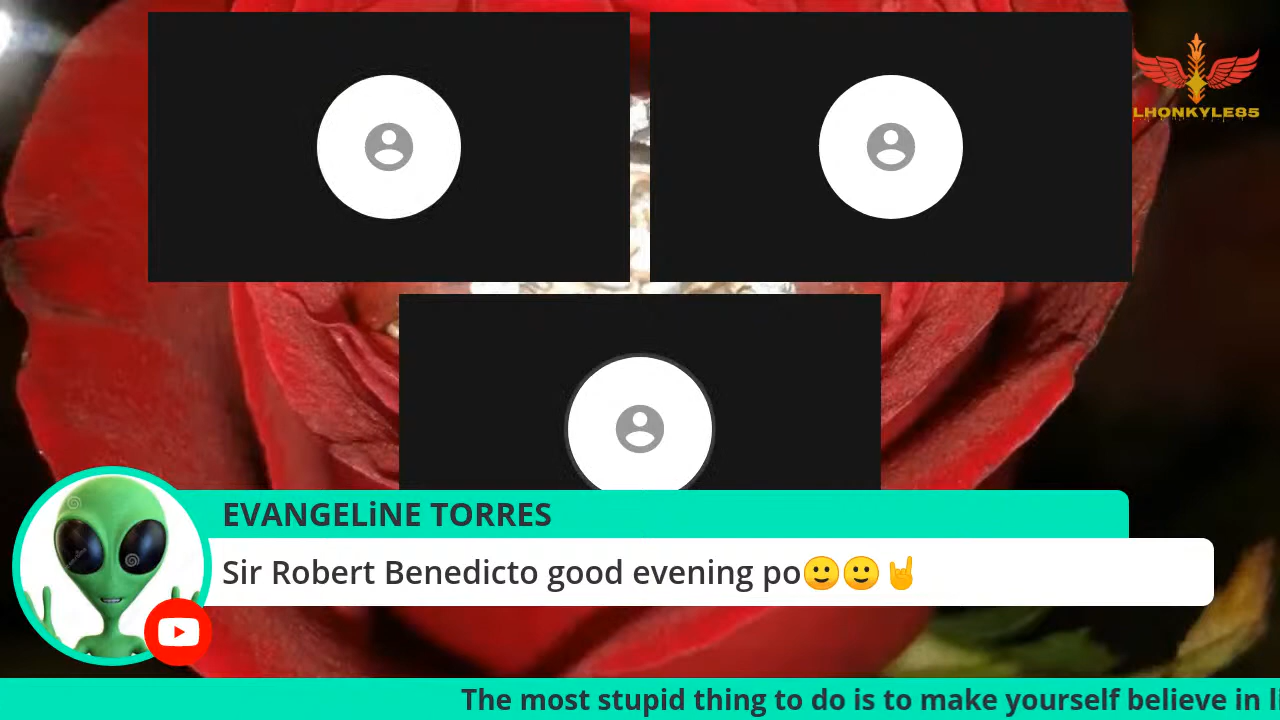 LHONKYLE85
EVANGELiNE TORRES
Sir Robert Benedicto good evening po🙂🙂🤘
The most stupid thing to do is to make yourself believe in li